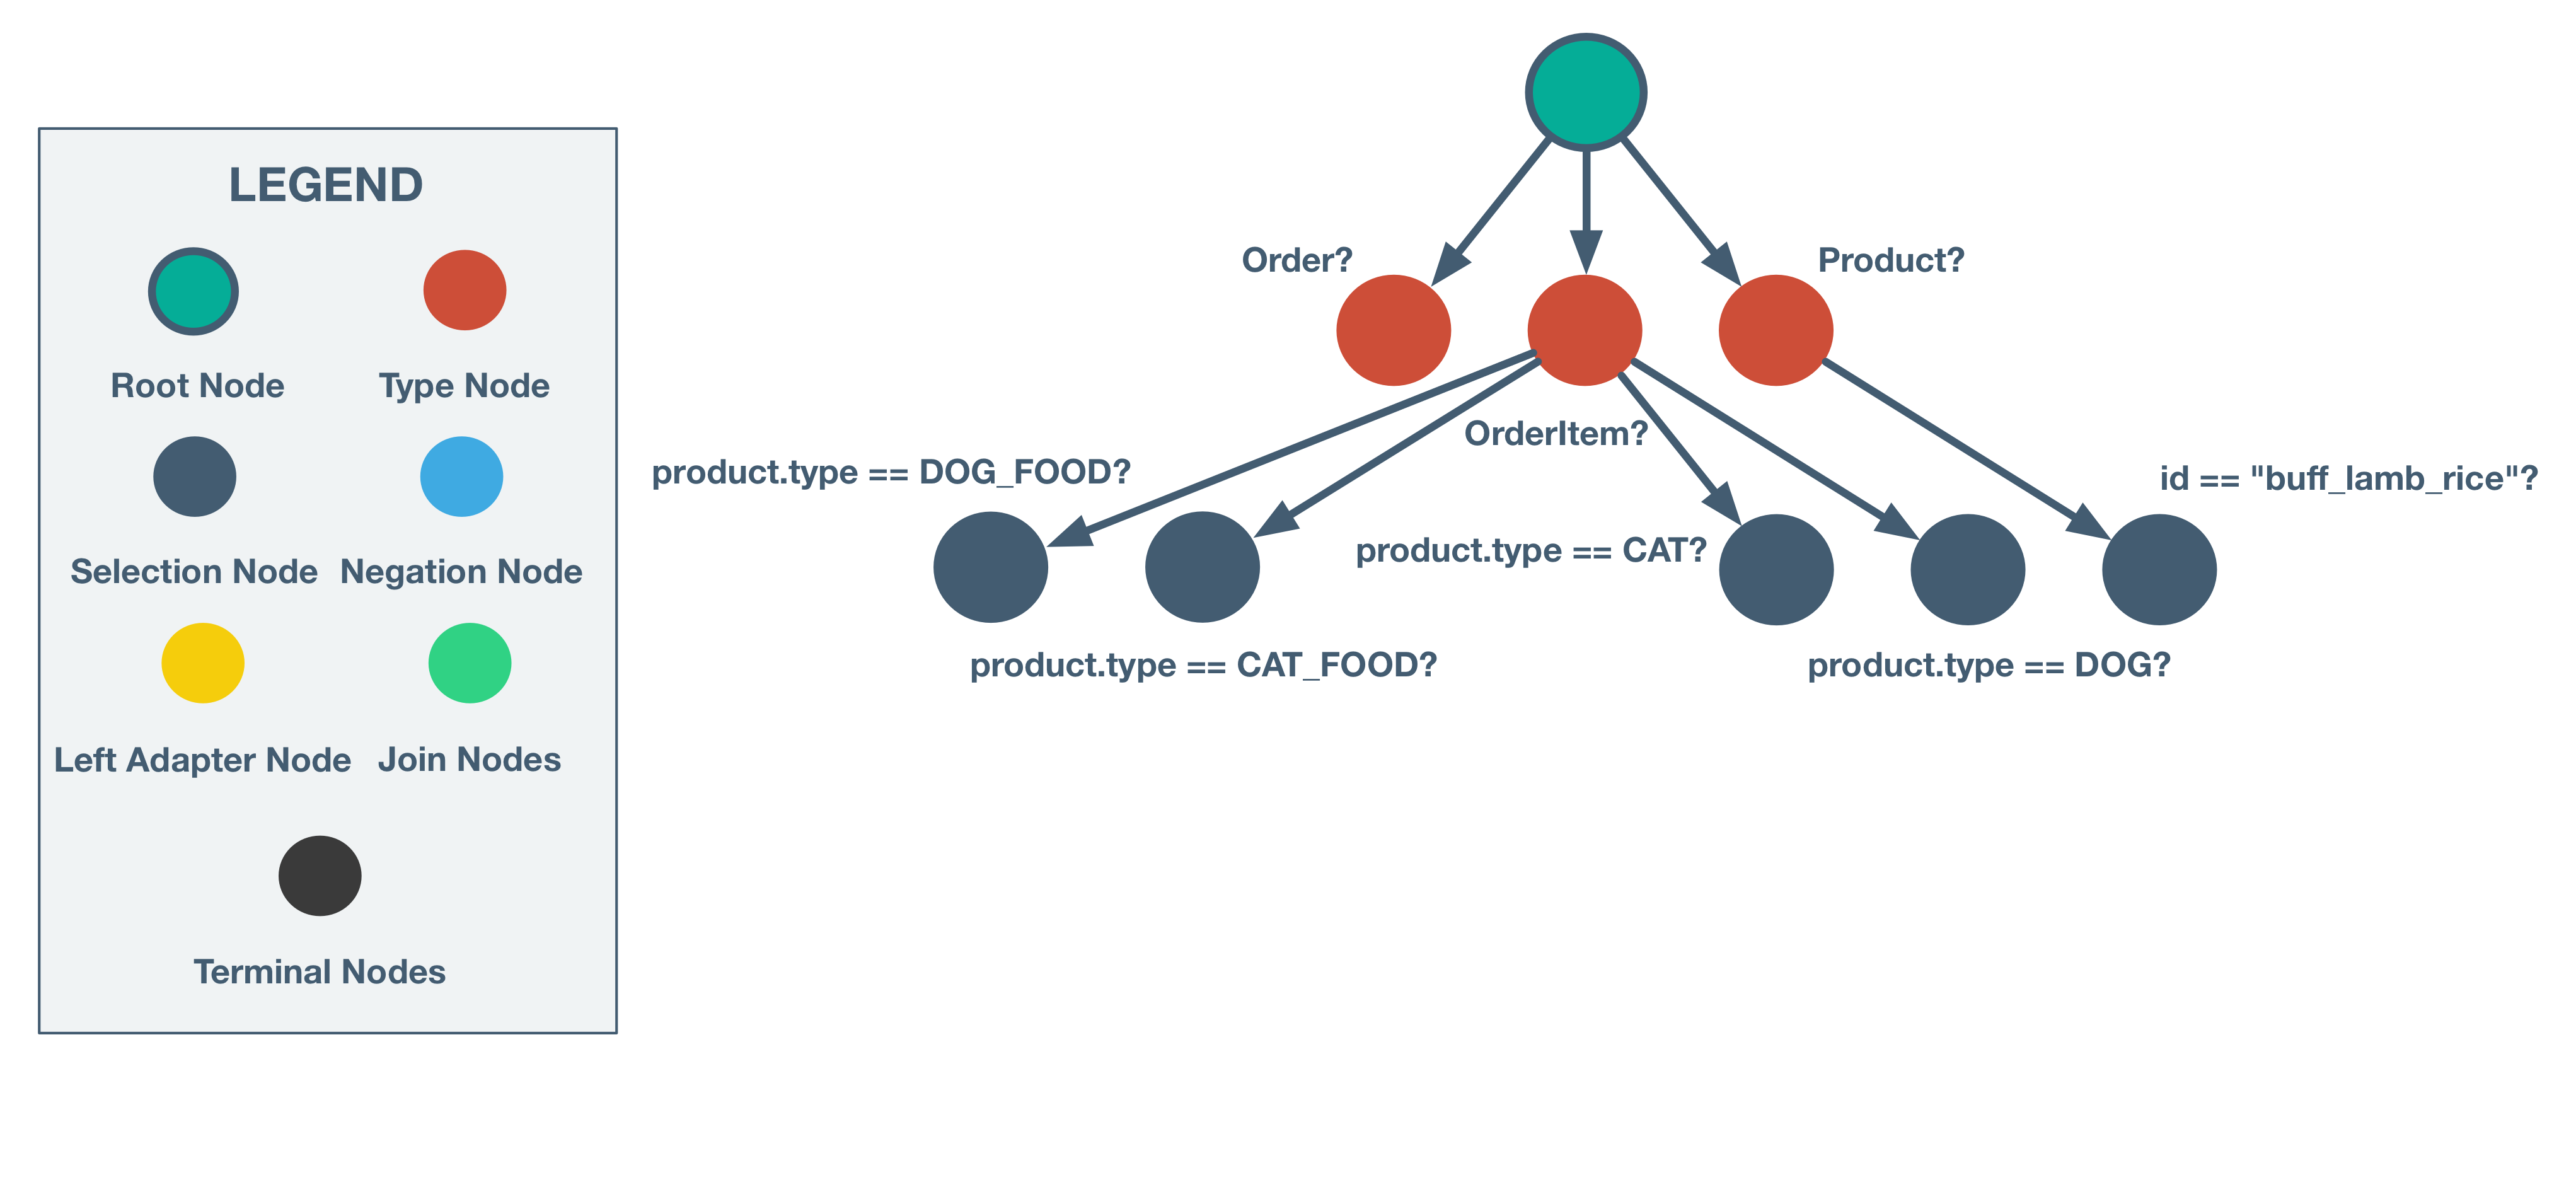 LEGEND
Root Node
Type Node
Selection Node
Negation Node
Left Adapter Node
Join Nodes
Terminal Nodes
Order?
Product?
OrderItem?
product.type == DOG_FOOD?
id == "buff_lamb_rice"?
product.type == CAT?
product.type == CAT_FOOD?
product.type == DOG?